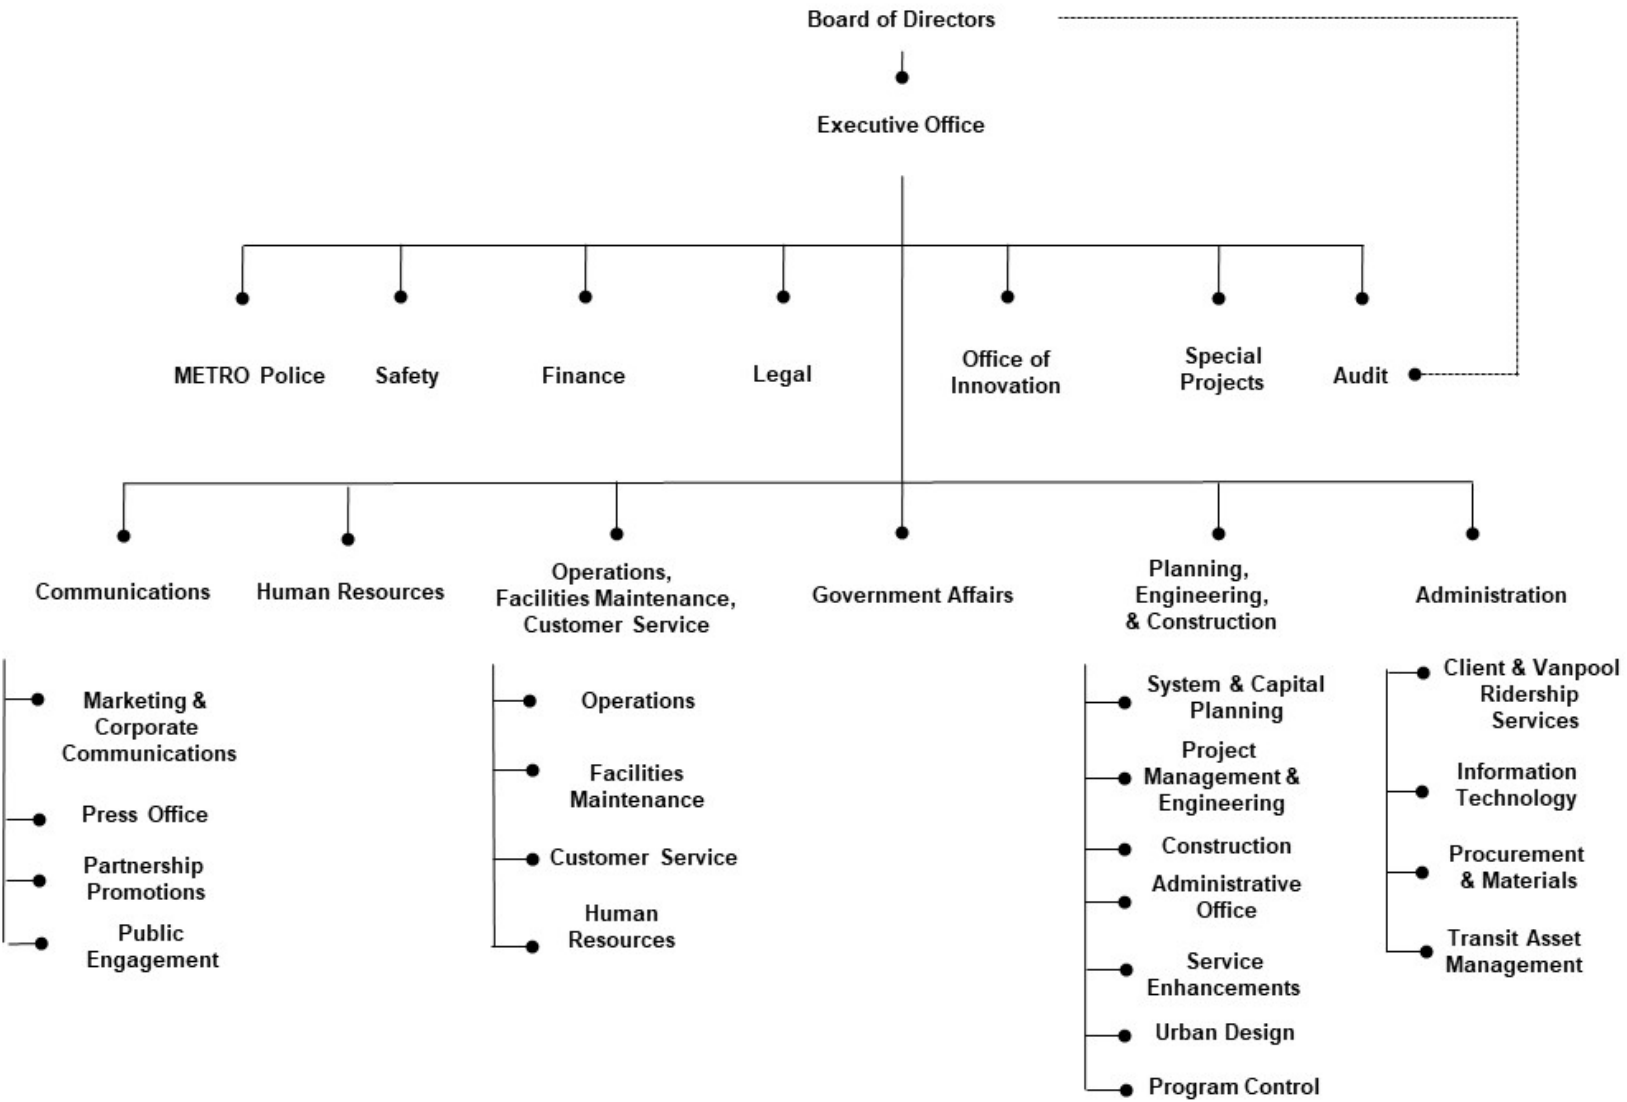 Board of Directors
Executive Office
METRO Police
Safety
Finance
Legal
Office of
Innovation
Special
Projects
Audit
Communications
Human Resources
Operations,
Facilities Maintenance,
Customer Service
Government Affairs
Planning,
Engineering,
& Construction
Administration
Marketing &
Corporate
Communications
Press Office
Partnership
Promotions
Public
Engagement
Operations
Facilities
Maintenance
Customer Service
Human
Resources
System & Capital
Planning
Project
Management &
Engineering
Construction
Administrative
Office
Service
Enhancements
Urban Design
Program Control
Client & Vanpool
Ridership
Services
Information
Technology
Procurement
& Materials
Transit Asset
Management